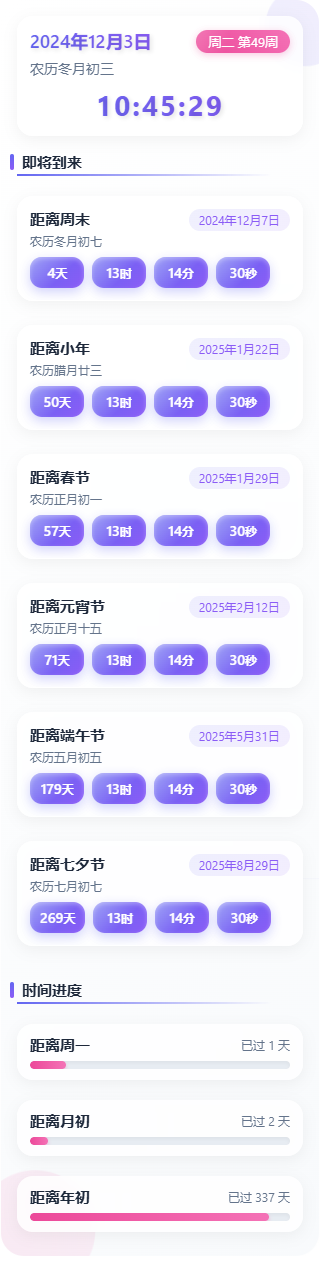 2024年12月3日
周二 第49周
农历冬月初三
10:45:29
即将到来
距离周末
2024年12月7日
农历冬月初七
4天 13时 14分 30秒
距离小年
2025年1月22日
农历腊月廿三
50天 13时 14分 30秒
距离春节
2025年1月29日
农历正月初一
57天 13时 14分 30秒
距离元宵节
2025年2月12日
农历正月十五
71天 13时 14分 30秒
距离端午节
2025年5月31日
农历五月初五
179天 13时 14分 30秒
距离七夕节
2025年8月29日
农历七月初七
269天 13时 14分 30秒
时间进度
距离周一
已过 1 天
距离月初
已过 2 天
距离年初
已过 337 天